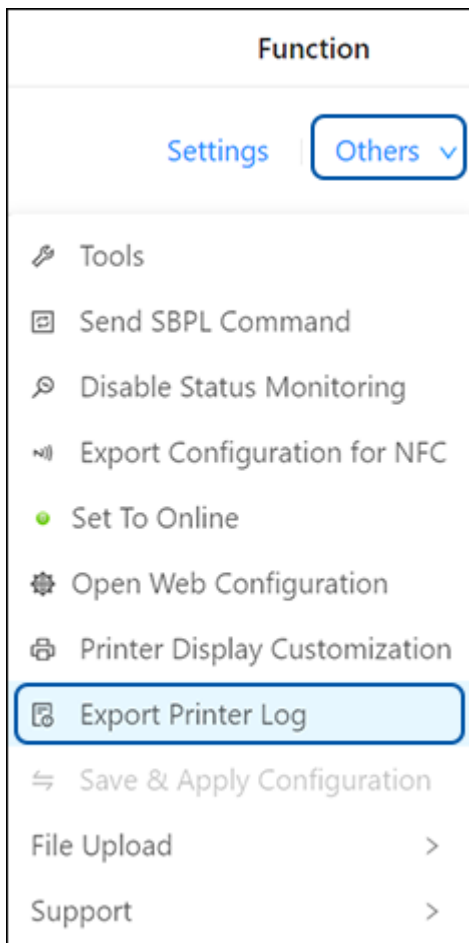 Function
Settings Others
Tools
Send SBPL Command
Disable Status Monitoring
Export Configuration for NFC
Set To Online
Open Web Configuration
Printer Display Customization
Export Printer Log
Save & Apply Configuration
File Upload
Support